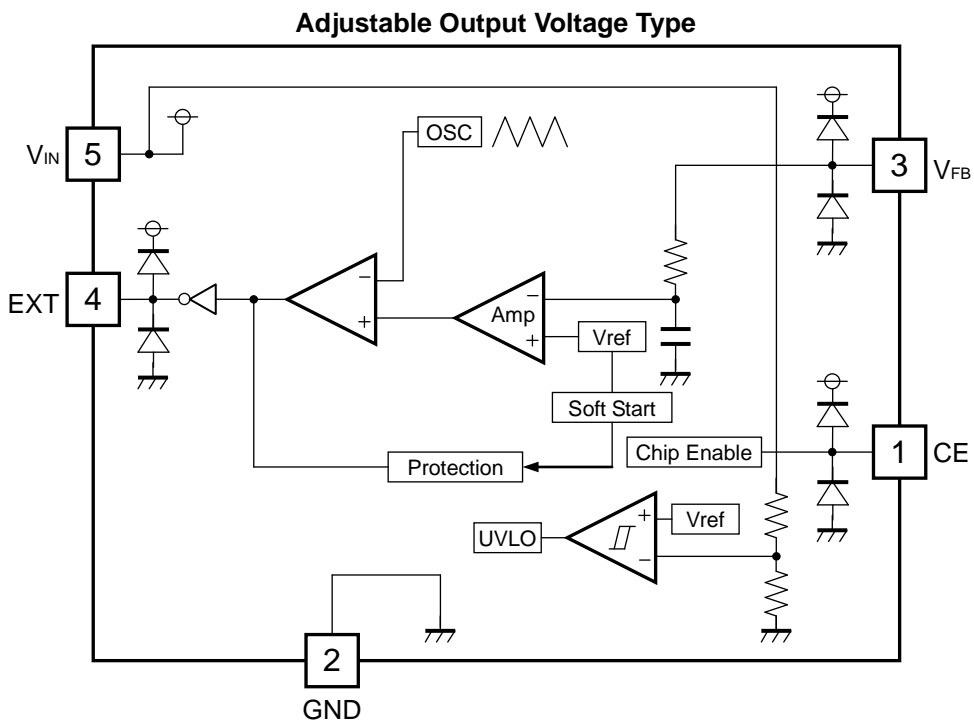 Adjustable Output Voltage Type
OSC
VIN 5
3 VFB
EXT 4
−
+
Amp
−
+
Vref
Soft Start
Chip Enable
1 CE
Protection
UVLO
+
−
Vref
2
GND